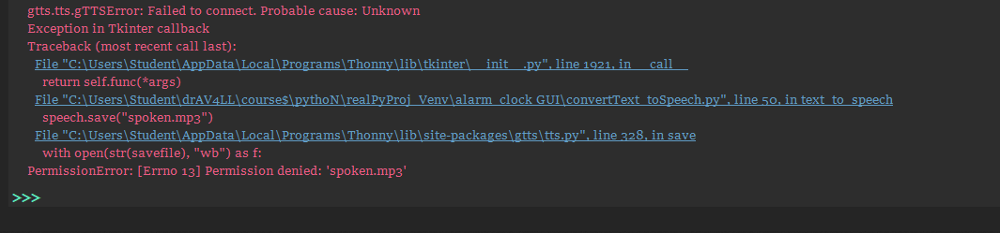 gtts.tts.gTTSError: Failed to connect. Probable cause: Unknown
Exception in Tkinter callback
Traceback (most recent call last):
File "C:\Users\Student\AppData\Local\Programs\Thonny\lib\tkinter\__init__.py", line 1921, in __call__
return self.func(*args)
File "C:\Users\Student\drAV4LL\course$\pythoN\realPyProj_Venv\alarm_clock GUI\convertText_toSpeech.py", line 50, in text_to_speech
speech.save("spoken.mp3")
File "C:\Users\Student\AppData\Local\Programs\Thonny\lib\site-packages\gtts\tts.py", line 328, in save
with open(str(savefile), "wb") as f:
PermissionError: [Errno 13] Permission denied: 'spoken.mp3'
>>>